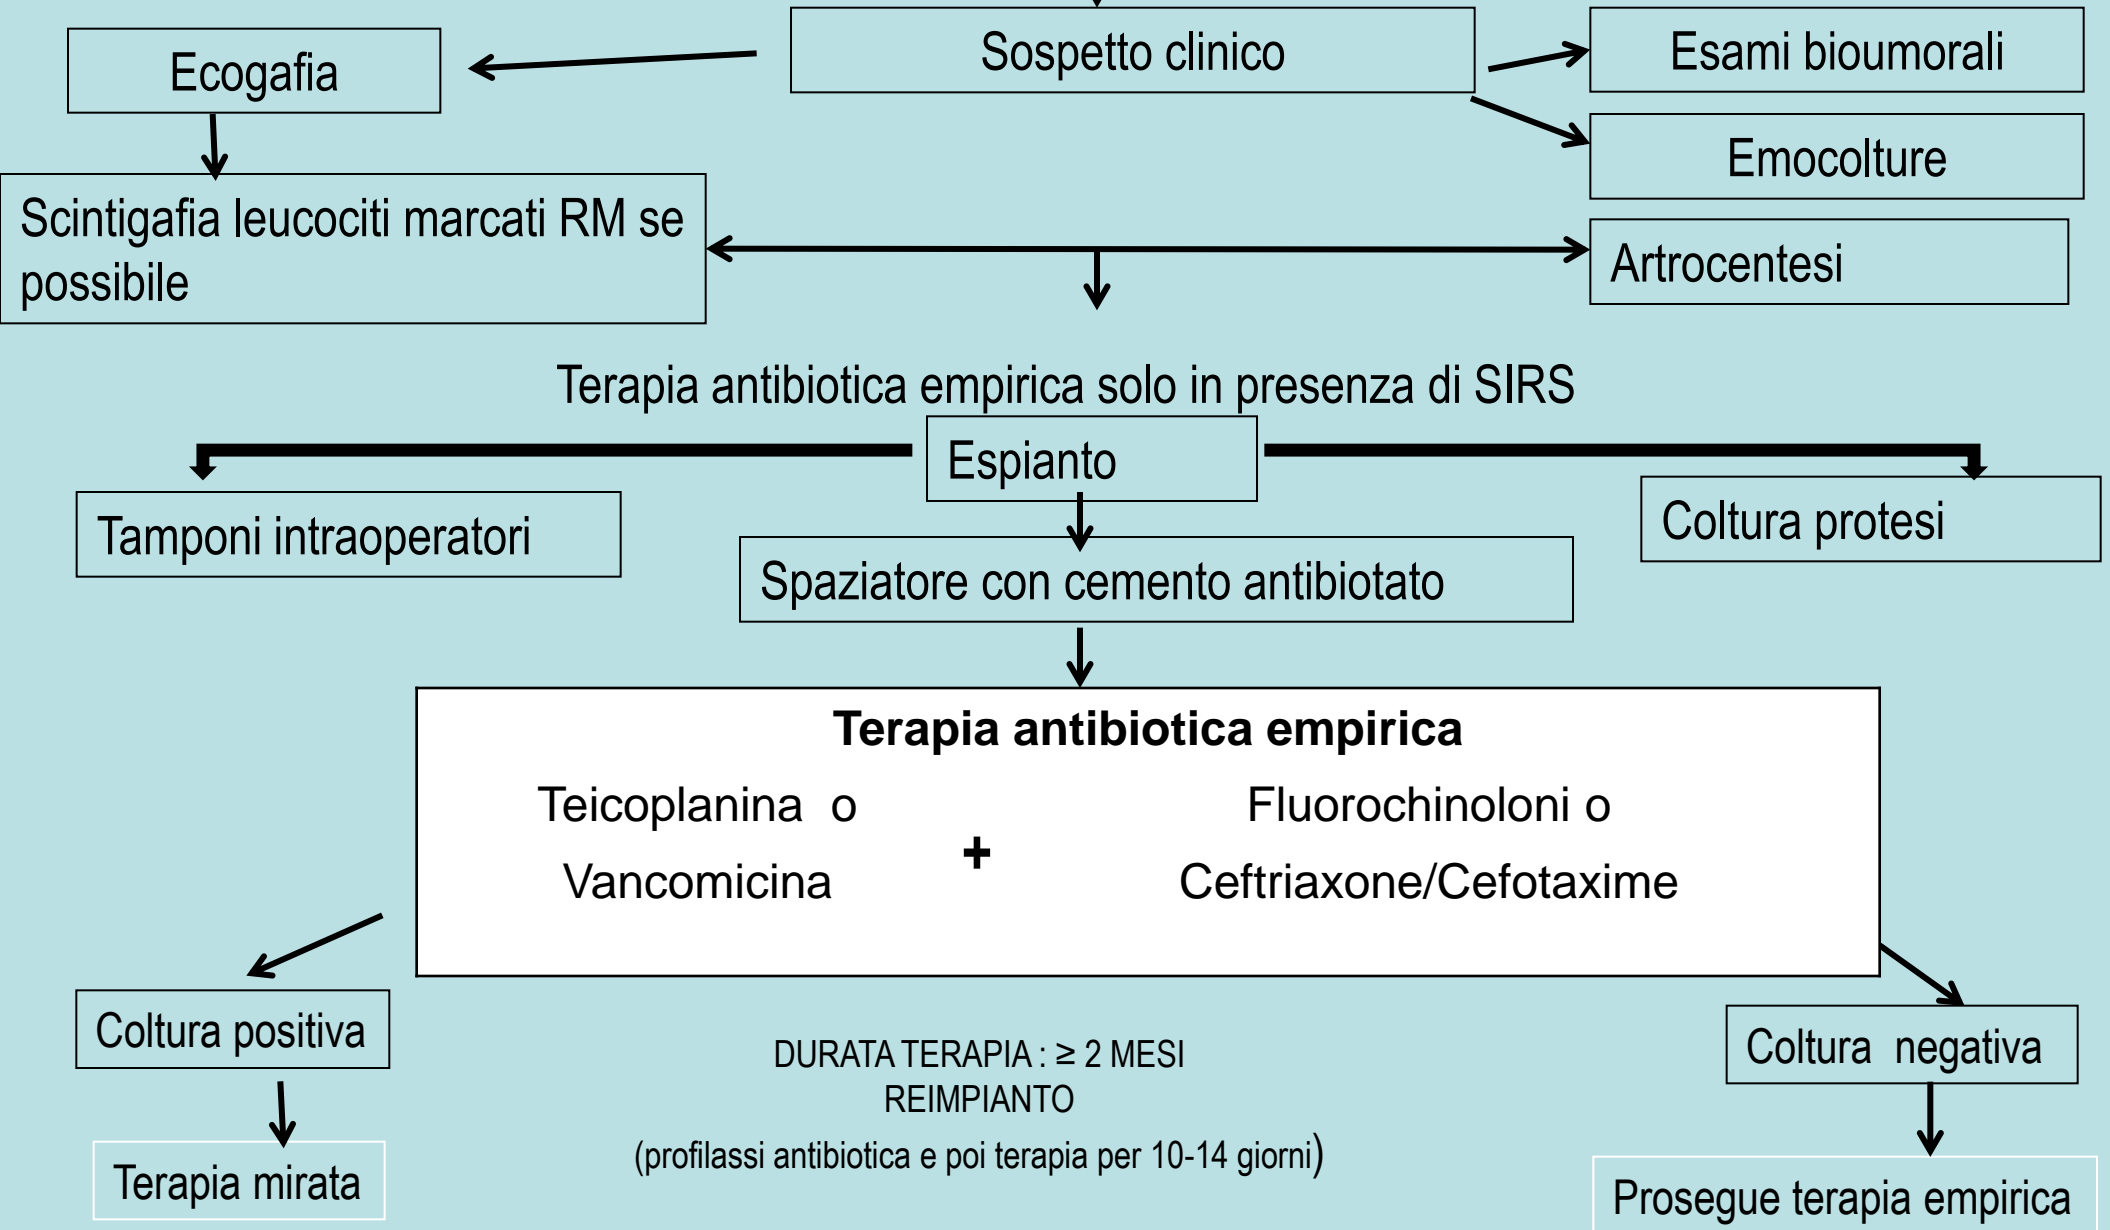 Sospetto clinico
Ecogafia
Esami bioumorali
Emocolture
Scintigafia leucociti marcati RM se
possibile
Artrocentesi
Terapia antibiotica empirica solo in presenza di SIRS
Espianto
Tamponi intraoperatori
Coltura protesi
Spaziatore con cemento antibiotato
Terapia antibiotica empirica
Teicoplanina o
Vancomicina
+
Fluorochinoloni o
Ceftriaxone/Cefotaxime
Coltura positiva
Terapia mirata
DURATA TERAPIA : ≥ 2 MESI
REIMPIANTO
(profilassi antibiotica e poi terapia per 10-14 giorni)
Coltura negativa
Prosegue terapia empirica